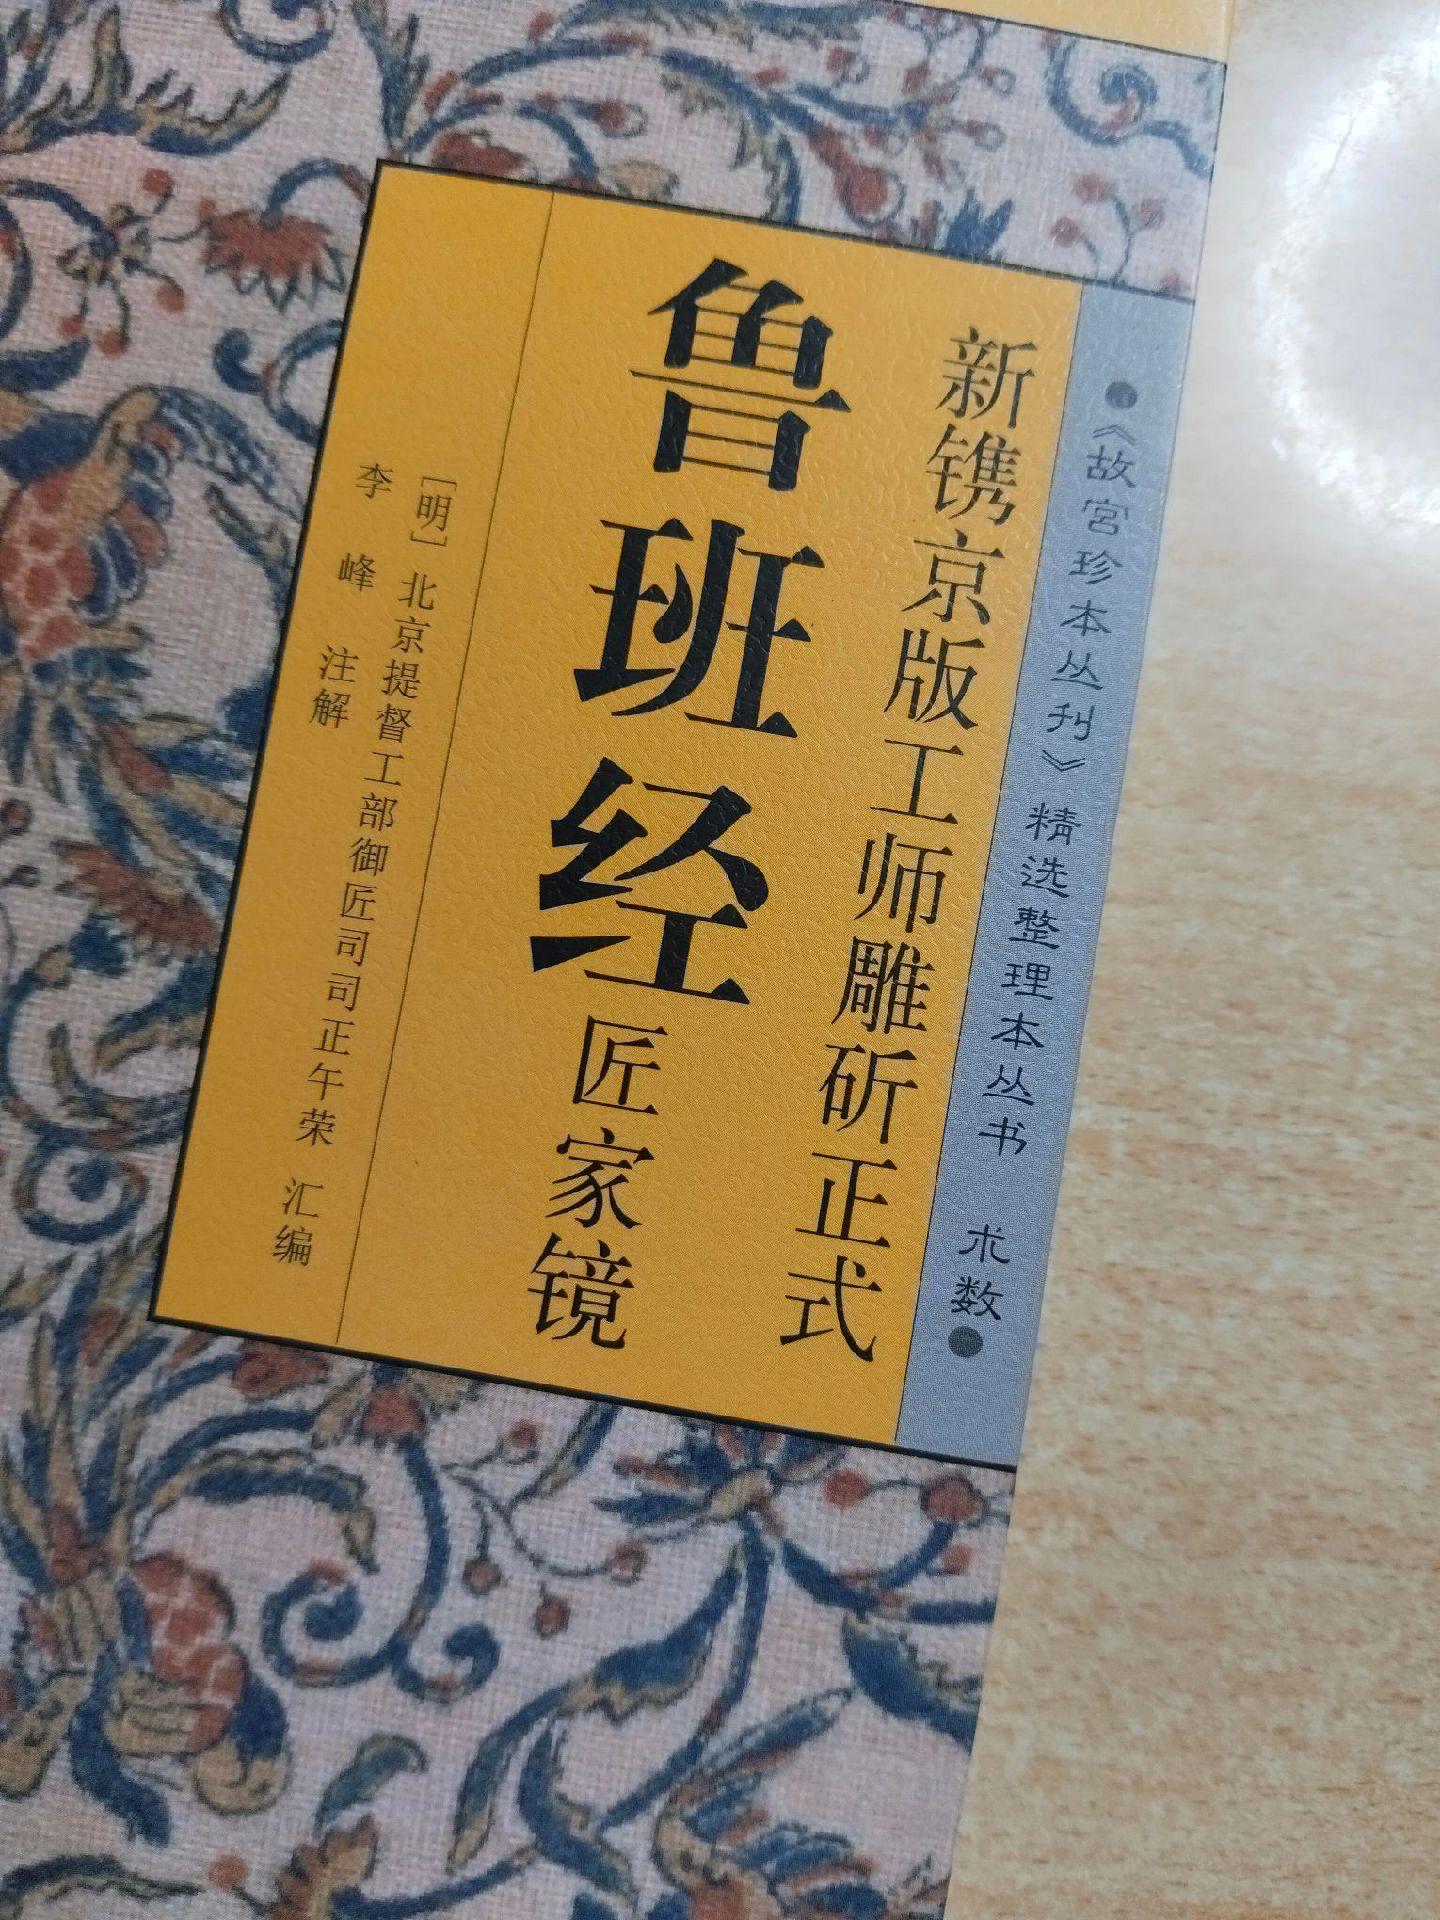 ●《故宫珍本丛刊》精选整理本丛书 术数●
新镌京版工师雕斫正式
鲁班经匠家镜
［明］北京提督工部御匠司司正午荣 汇编
李 峰 注解